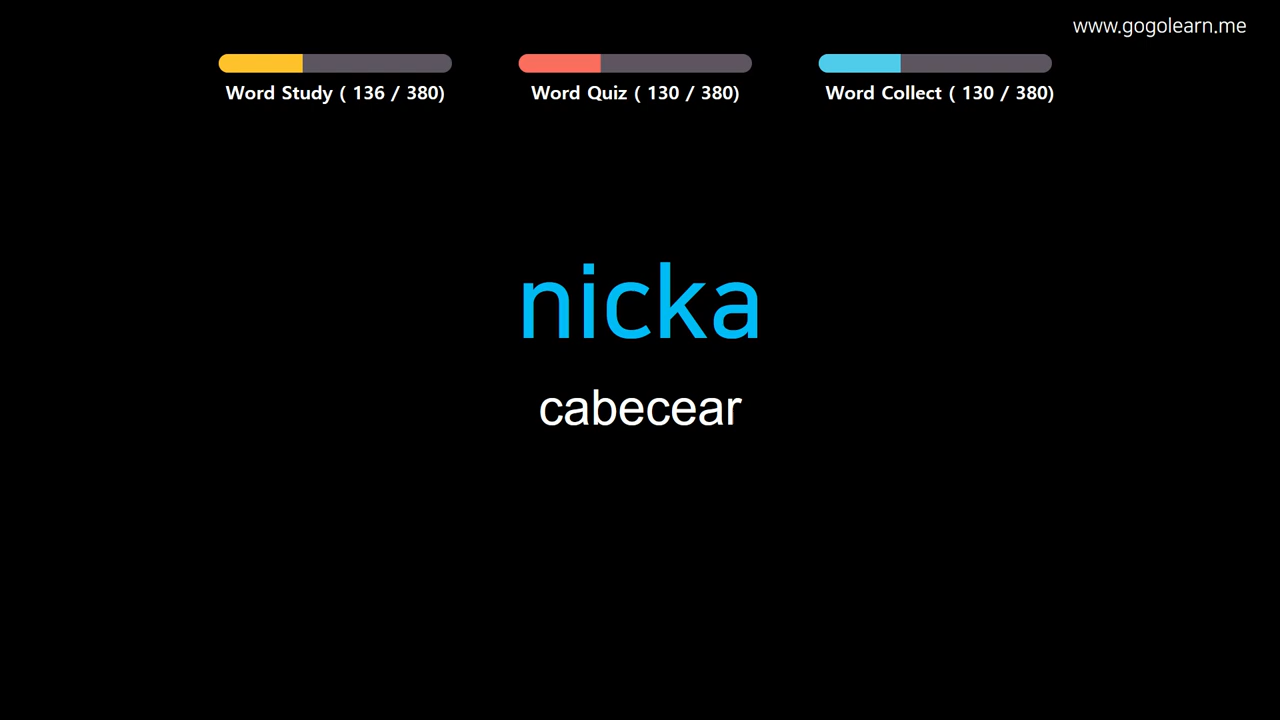 www.gogolearn.me
Word Study ( 136 / 380)
Word Quiz ( 130 / 380)
Word Collect ( 130 / 380)
nicka
cabecear